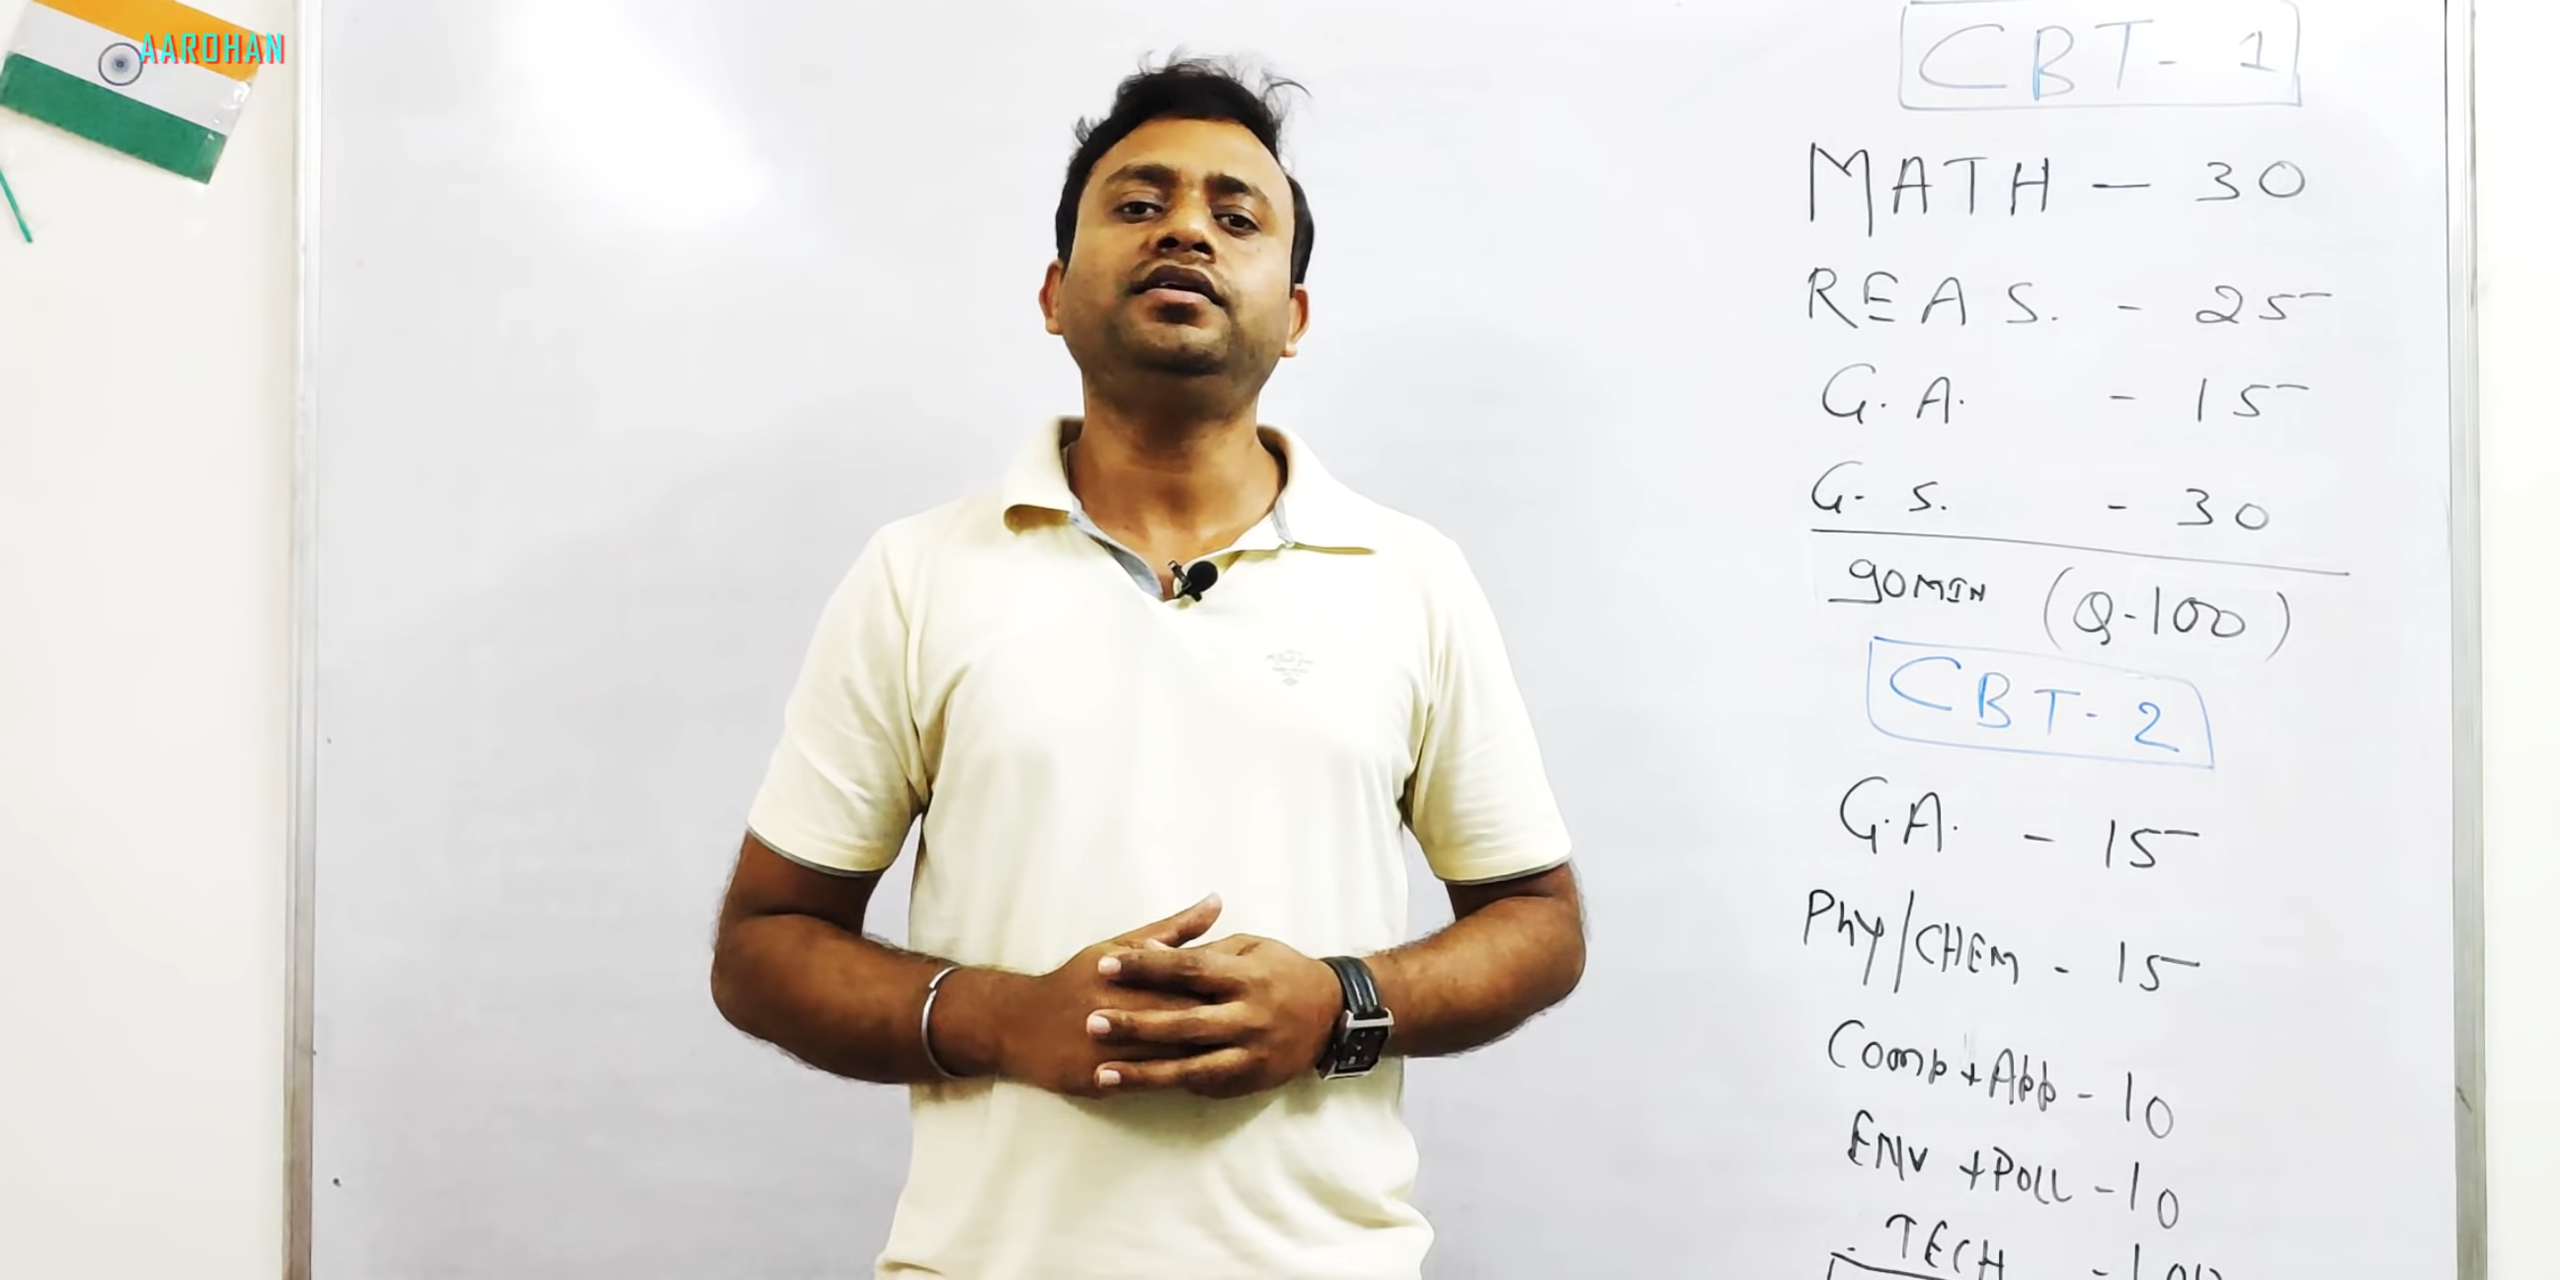 AAROHAN
CBT-1
MATH - 30
REAS. - 25
G.A. - 15
G.S. - 30
90MIN (Q-100)
CBT-2
G.A. - 15
Phy/CHEM - 15
Comp+App - 10
ENV +POLL - 10
TECH